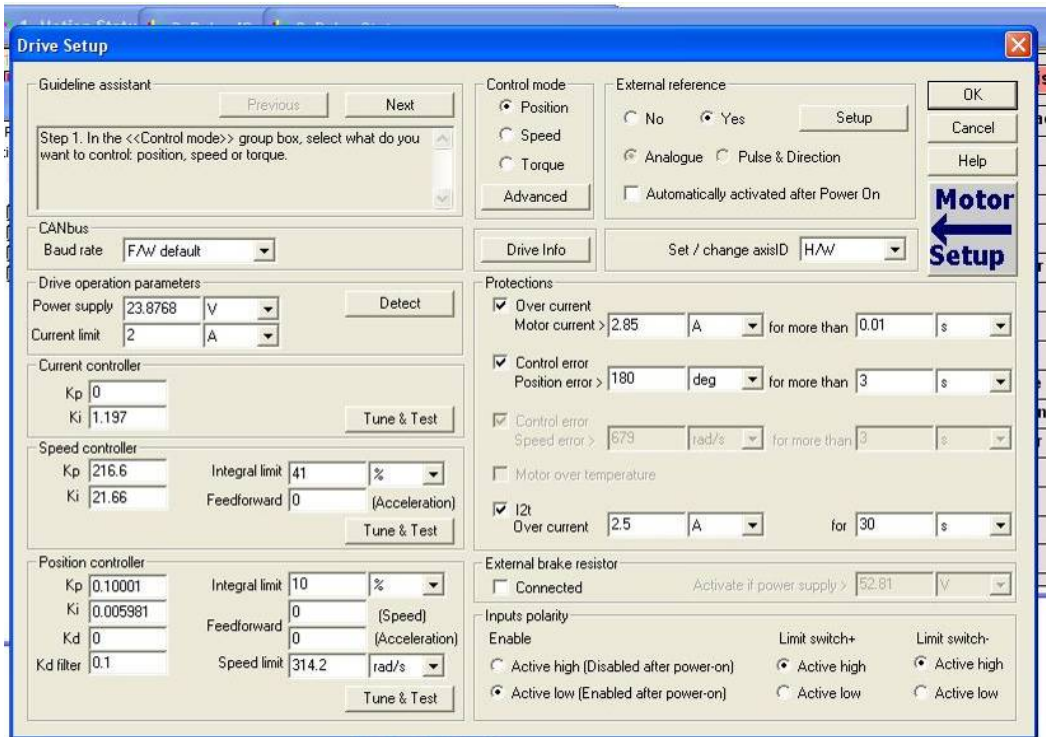 Drive Setup
Guideline assistant
Previous
Next
Step 1. In the <<Control mode>> group box, select what do you
want to control: position, speed or torque.
Control mode
Position
Speed
Torque
Advanced
External reference
No
Yes
Setup
Analogue
Pulse & Direction
Automatically activated after Power On
OK
Cancel
Help
Motor
Setup
CANbus
Baud rate F/W default
Drive Info
Set / change axisID H/W
Drive operation parameters
Power supply 23.8768 V
Detect
Current limit 2 A
Current controller
Kp 0
Ki 1.197
Tune & Test
Speed controller
Kp 216.6
Integral limit 41 %
Ki 21.66
Feedforward 0 (Acceleration)
Tune & Test
Position controller
Kp 0.10001
Integral limit 10 %
Ki 0.005981
Feedforward
0 (Speed)
Kd 0
0 (Acceleration)
Kd filter 0.1
Speed limit 314.2 rad/s
Tune & Test
Protections
Over current
Motor current > 2.85 A for more than 0.01 s
Control error
Position error > 180 deg for more than 3 s
Control error
Speed error > 679 rad/s for more than 3 s
Motor over temperature
I2t
Over current 2.5 A for 30 s
External brake resistor
Connected
Activate if power supply > 52.81 V
Inputs polarity
Enable
Active high (Disabled after power-on)
Active low (Enabled after power-on)
Limit switch+
Active high
Active low
Limit switch-
Active high
Active low